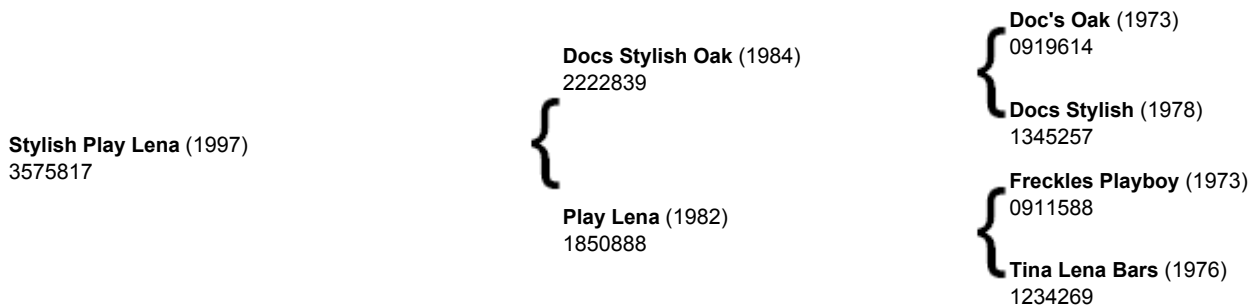 Doc's Oak (1973)
0919614
Docs Stylish Oak (1984)
2222839
Docs Stylish (1978)
1345257
Stylish Play Lena (1997)
3575817
Freckles Playboy (1973)
0911588
Play Lena (1982)
1850888
Tina Lena Bars (1976)
1234269